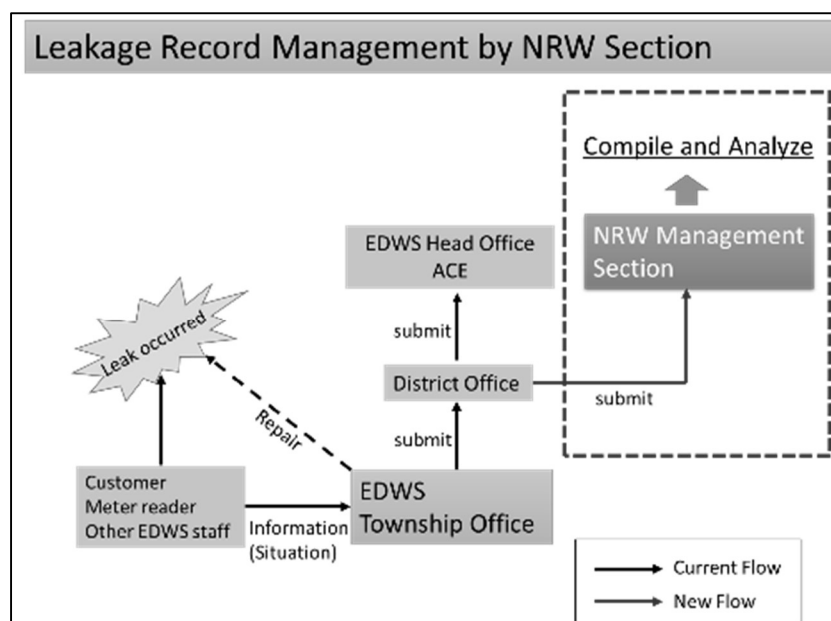 Leakage Record Management by NRW Section
Compile and Analyze
NRW Management
Section
EDWS Head Office
ACE
submit
Leak occurred
District Office
submit
Repair
submit
Customer
Meter reader
Other EDWS staff
Information
(Situation)
EDWS
Township Office
Current Flow
New Flow